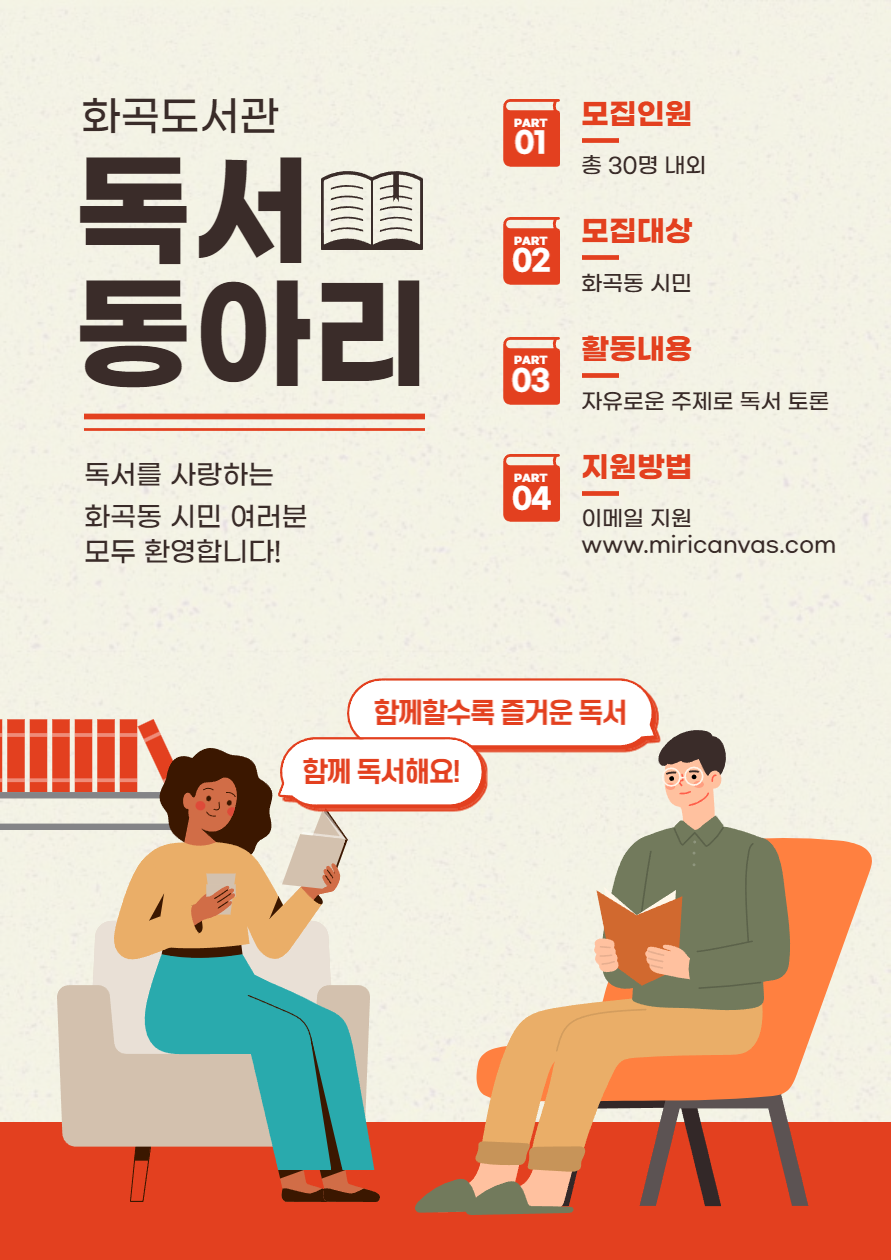 화곡도서관
독서
동아리
독서를 사랑하는
화곡동 시민 여러분
모두 환영합니다!
PART
01
모집인원
총 30명 내외
PART
02
모집대상
화곡동 시민
PART
03
활동내용
자유로운 주제로 독서 토론
PART
04
지원방법
이메일 지원
www.miricanvas.com
함께할수록 즐거운 독서
함께 독서해요!